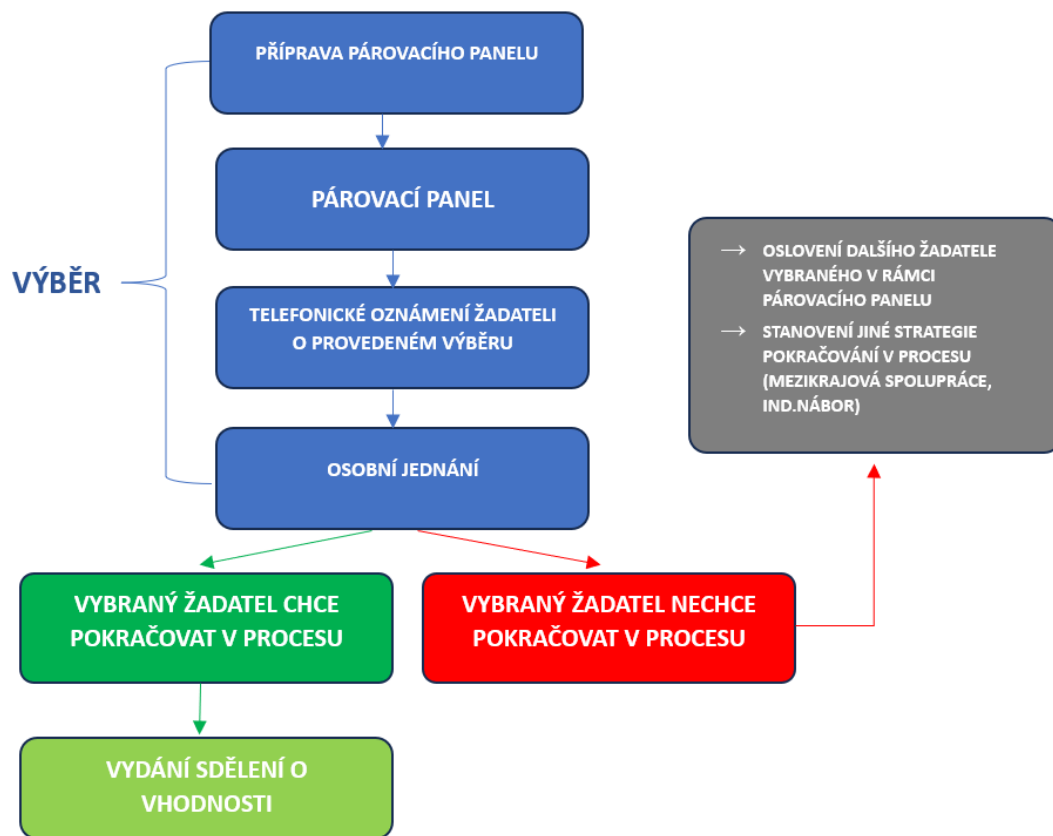 PŘÍPRAVA PÁROVACÍHO PANELU
PÁROVACÍ PANEL
VÝBĚR
TELEFONICKÉ OZNÁMENÍ ŽADATELI
O PROVEDENÉM VÝBĚRU
OSOBNÍ JEDNÁNÍ
→ OSLOVENÍ DALŠÍHO ŽADATELE
VYBRANÉHO V RÁMCI
PÁROVACÍHO PANELU
→ STANOVENÍ JINÉ STRATEGIE
POKRAČOVÁNÍ V PROCESU
(MEZIKRAJOVÁ SPOLUPRÁCE,
IND.NÁBOR)
VYBRANÝ ŽADATEL CHCE
POKRAČOVAT V PROCESU
VYBRANÝ ŽADATEL NECHCE
POKRAČOVAT V PROCESU
VYDÁNÍ SDĚLENÍ O
VHODNOSTI